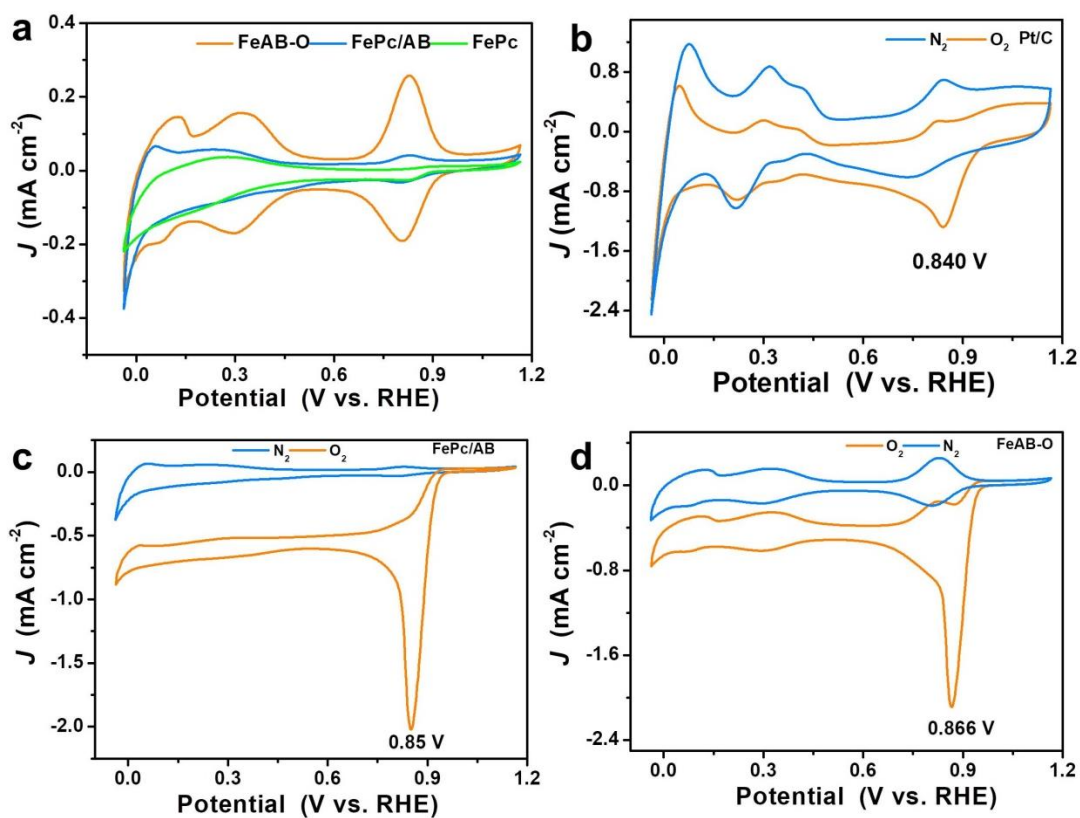 a
FeAB-O FePc/AB FePc
0.4
0.2
0.0
-0.2
-0.4
J (mA cm-2)
0.0 0.3 0.6 0.9 1.2
Potential (V vs. RHE)
b
N2 O2 Pt/C
0.8
0.0
-0.8
-1.6
-2.4
J (mA cm-2)
0.840 V
0.0 0.3 0.6 0.9 1.2
Potential (V vs. RHE)
c
N2 O2 FePc/AB
0.0
-0.5
-1.0
-1.5
-2.0
J (mA cm-2)
0.85 V
0.0 0.3 0.6 0.9 1.2
Potential (V vs. RHE)
d
O2 N2 FeAB-O
0.0
-0.8
-1.6
-2.4
J (mA cm-2)
0.866 V
0.0 0.3 0.6 0.9 1.2
Potential (V vs. RHE)